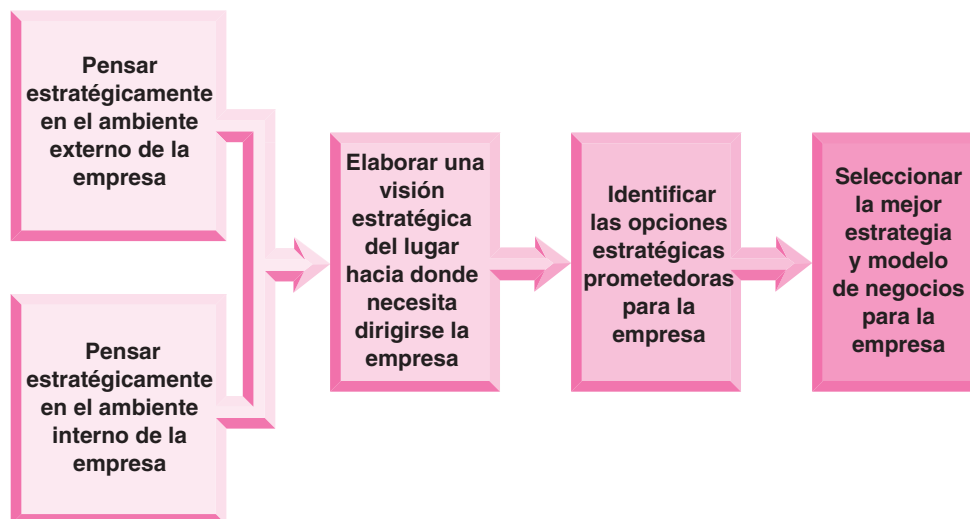 Pensar
estratégicamente
en el ambiente
externo de la
empresa
Pensar
estratégicamente
en el ambiente
interno de la
empresa
Elaborar una
visión
estratégica
del lugar
hacia donde
necesita
dirigirse la
empresa
Identificar
las opciones
estratégicas
prometedoras
para la
empresa
Seleccionar
la mejor
estrategia
y modelo
de negocios
para la
empresa